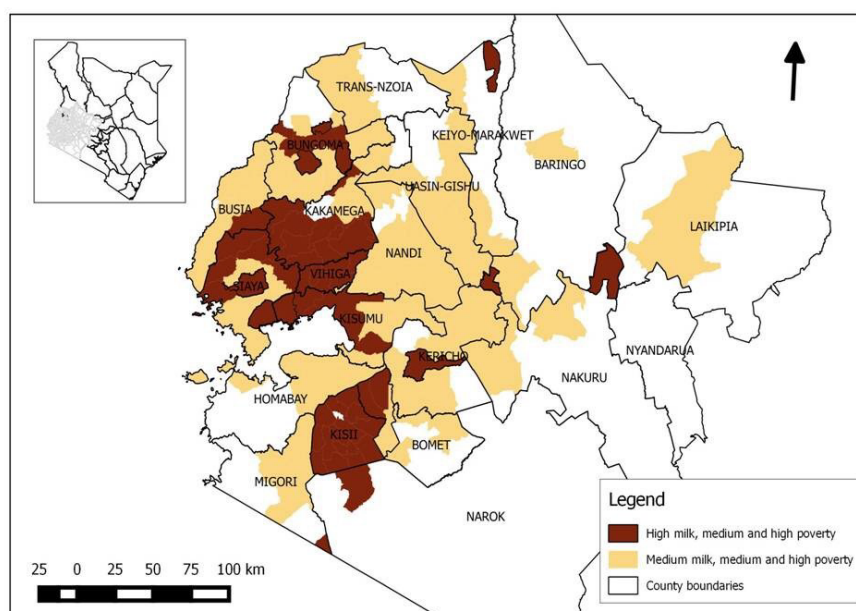 TRANS-NZOIA
KEIYO-MARAKWET
BUNGOMA
BARINGO
UASIN-GISHU
BUSIA
KAKAMEGA
LAIKIPIA
NANDI
VIHIGA
SIAYA
KISUMU
NYANDARUA
KERICHO
NAKURU
HOMABAY
KISII
BOMET
MIGORI
NAROK
Legend
High milk, medium and high poverty
Medium milk, medium and high poverty
County boundaries
25 0 25 50 75 100 km